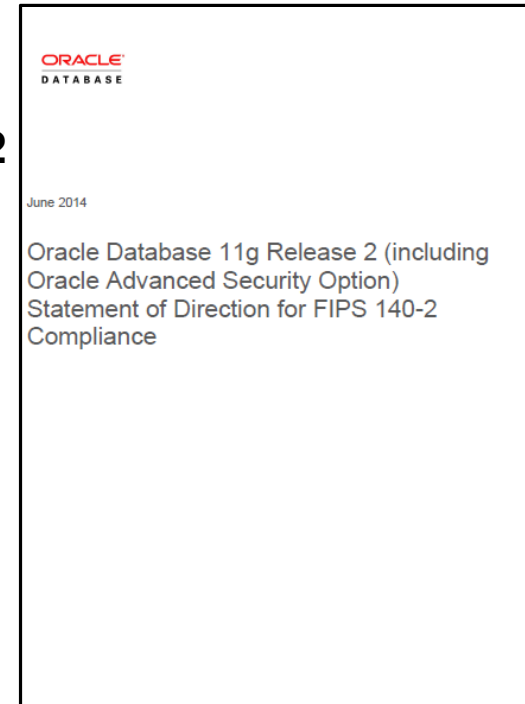 ORACLE
DATABASE
2
June 2014
Oracle Database 11g Release 2 (including
Oracle Advanced Security Option)
Statement of Direction for FIPS 140-2
Compliance